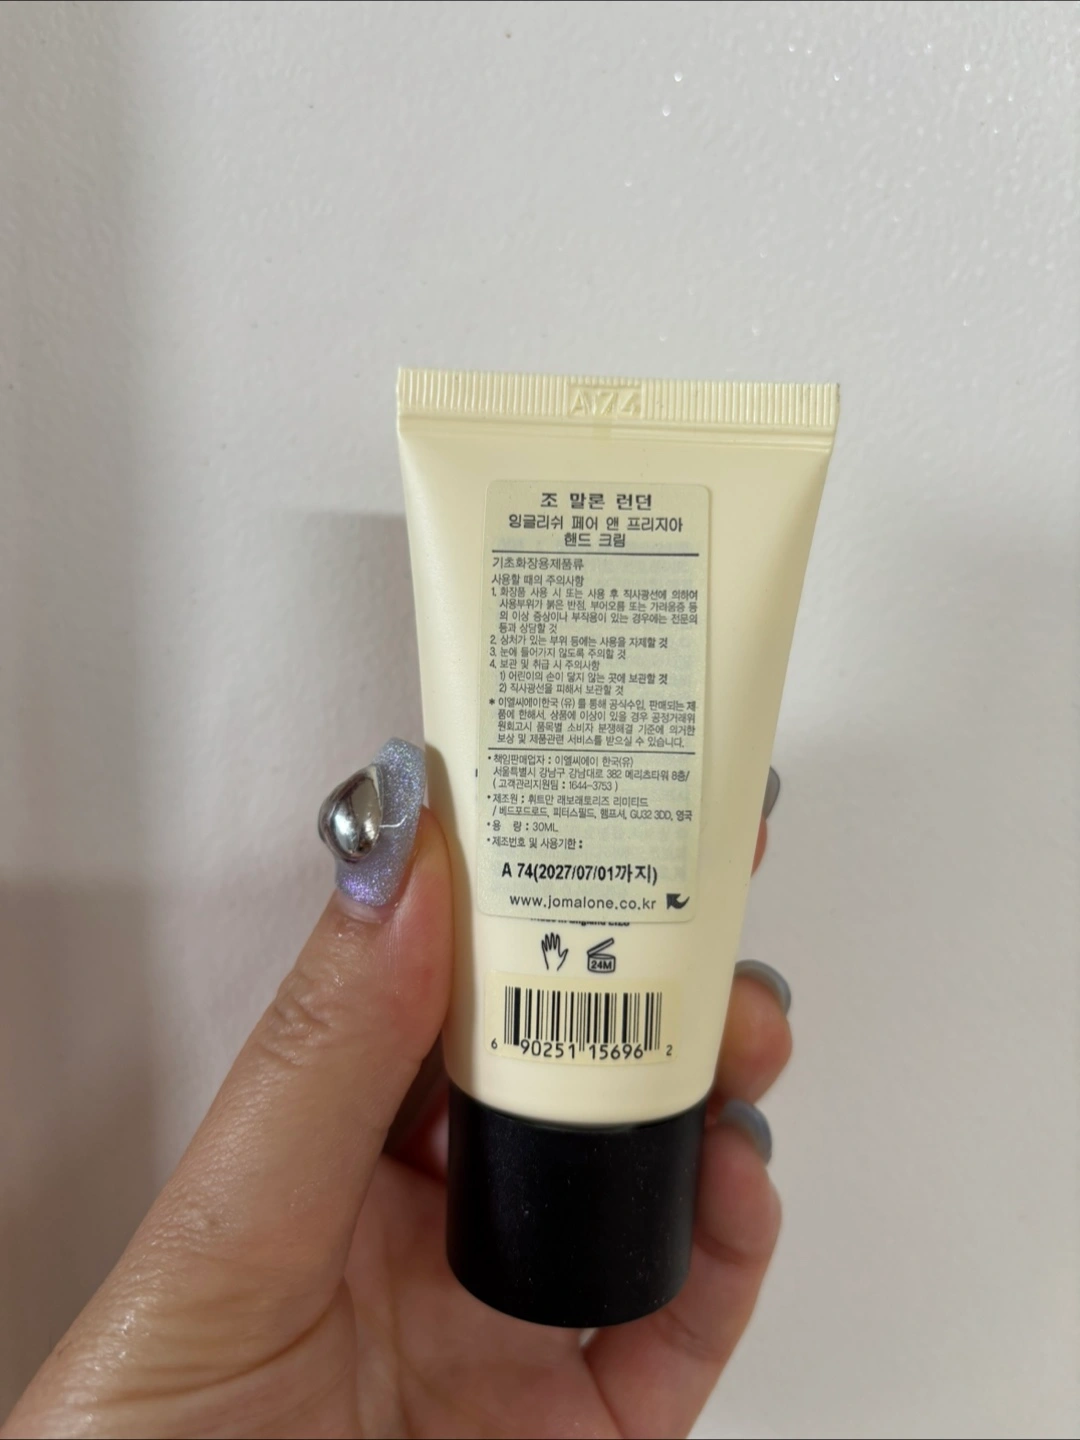 A74
조 말론 런던
잉글리쉬 페어 앤 프리지아
핸드 크림
기초화장용제품류
사용할 때의 주의사항
1. 화장품 사용 시 또는 사용 후 직사광선에 의하여
사용부위가 붉은 반점, 부어오름 또는 가려움증 등
의 이상 증상이나 부작용이 있는 경우에는 전문의
등과 상담할 것
2. 상처가 있는 부위 등에는 사용을 자제할 것
3. 눈에 들어가지 않도록 주의할 것
4. 보관 및 취급 시 주의사항
1) 어린이의 손이 닿지 않는 곳에 보관할 것
2) 직사광선을 피해서 보관할 것
* 이엘씨에이한국 (유) 를 통해 공식수입, 판매되는 제
품에 한해서, 상품에 이상이 있을 경우 공정거래위
원회고시 품목별 소비자 분쟁해결 기준에 의거한
보상 및 제품관련 서비스를 받으실 수 있습니다.
• 책임판매업자 : 이엘씨에이 한국(유)
서울특별시 강남구 강남대로 382 메리츠타워 8층/
( 고객관리지원팀 : 1644-3753 )
• 제조원 : 휘트만 래보래토리즈 리미티드
/ 베드포드로드, 피터스필드, 햄프셔, GU32 3DD, 영국
• 용 량 : 30ML
• 제조번호 및 사용기한 :
A 74(2027/07/01까지)
www.jomalone.co.kr
24M
6 90251 15696 2